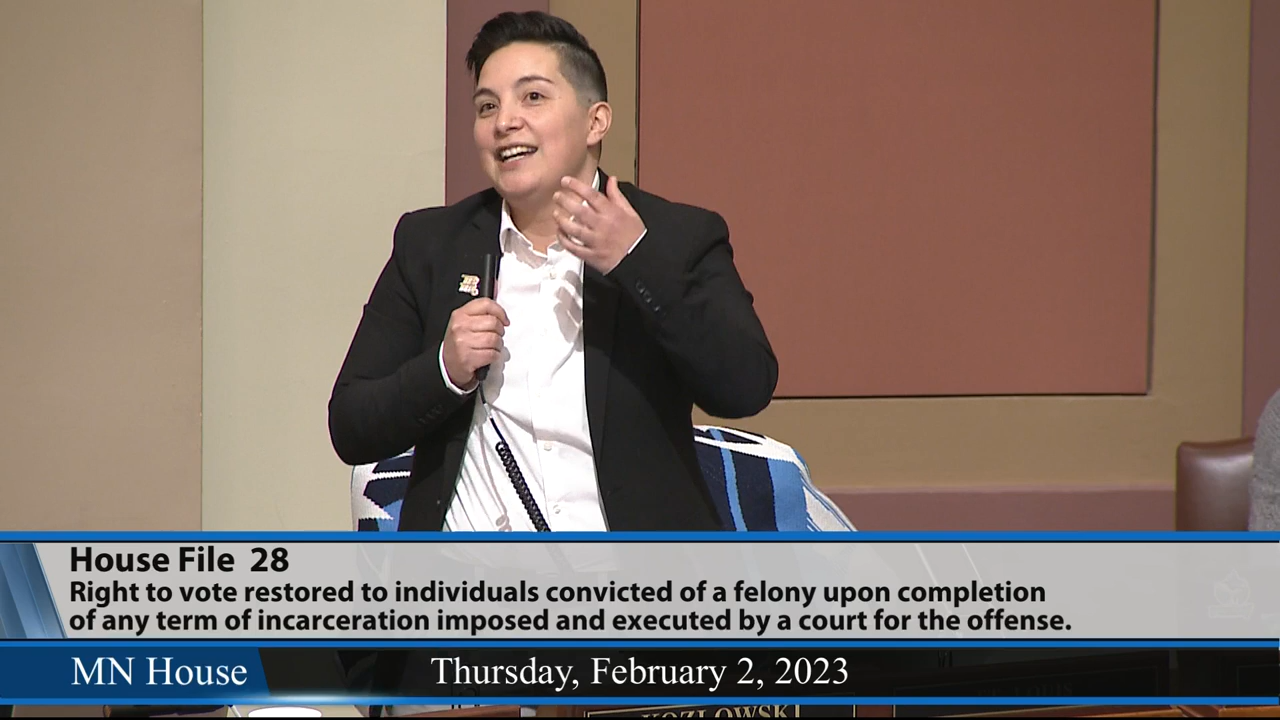 House File 28
Right to vote restored to individuals convicted of a felony upon completion
of any term of incarceration imposed and executed by a court for the offense.
MN House
Thursday, February 2, 2023
KOZLOWSKI